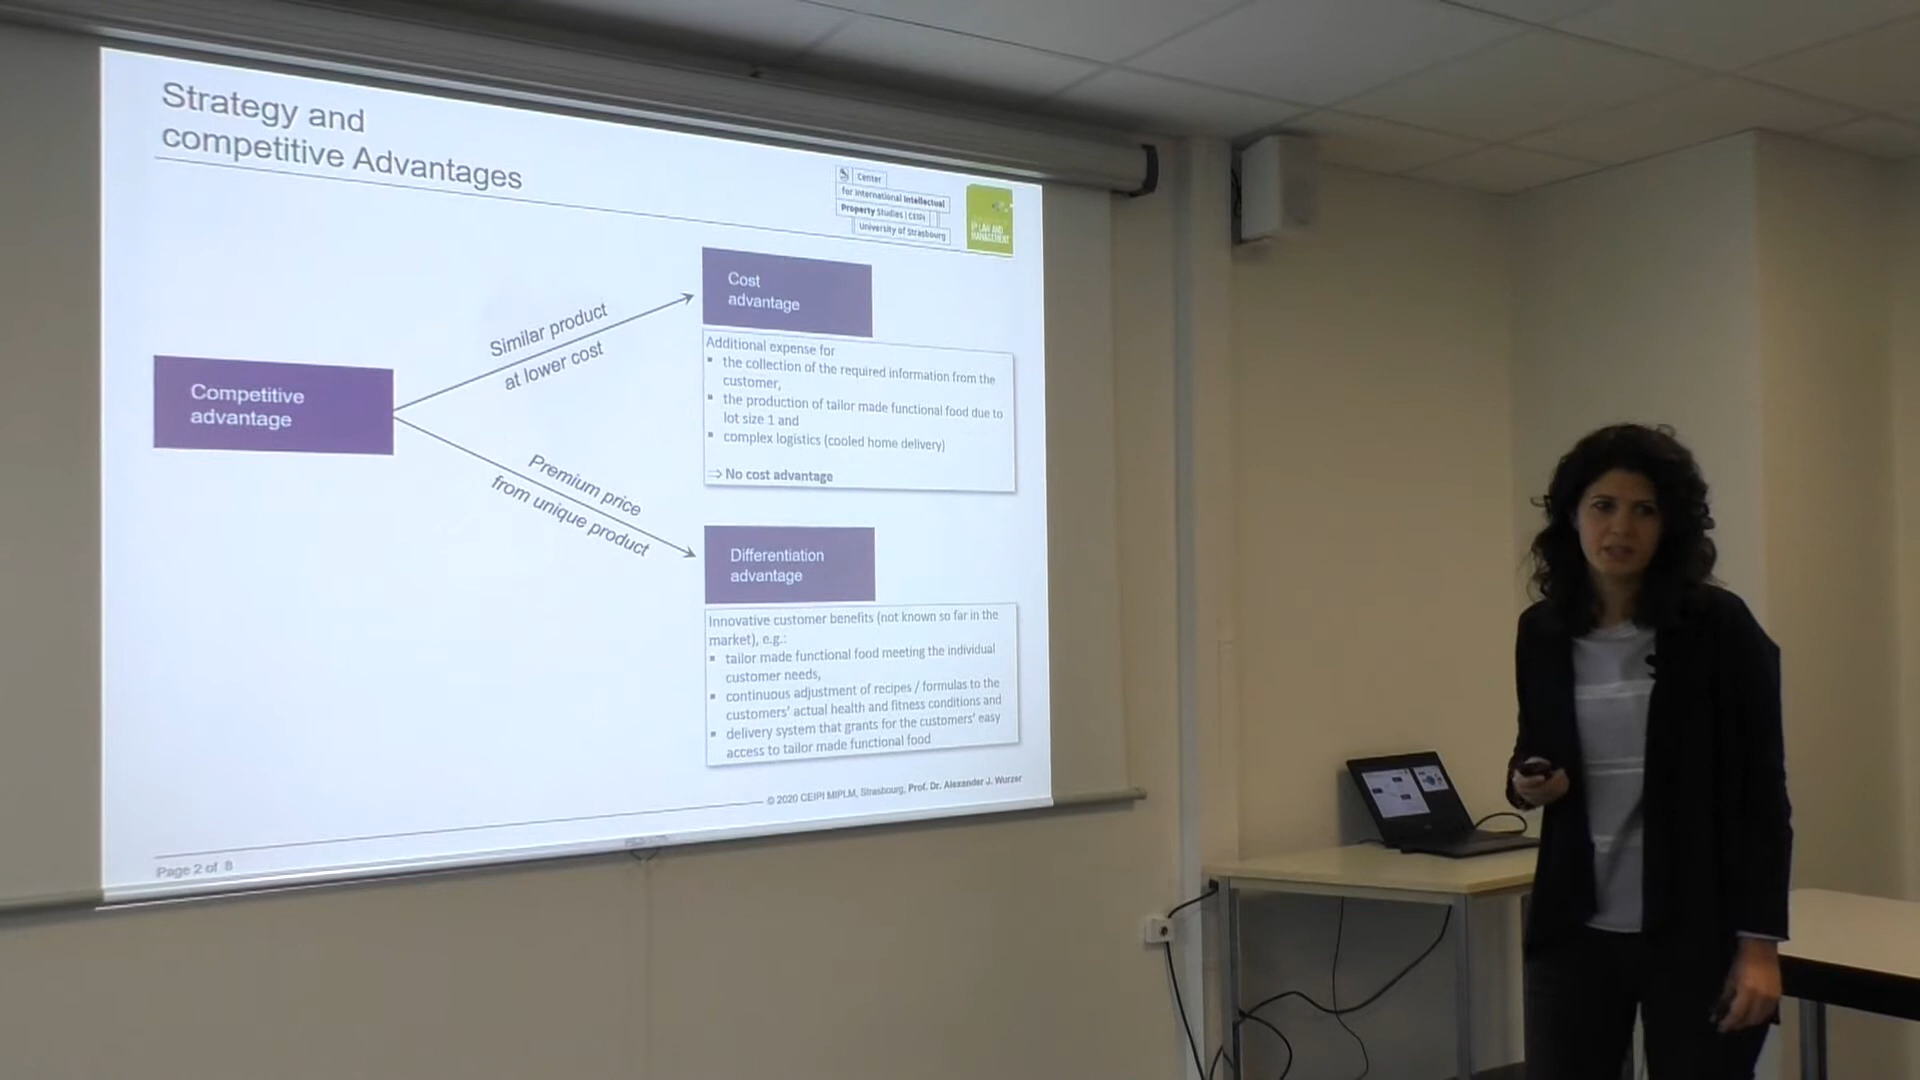 Strategy and
competitive Advantages
Center
for International Intellectual
Property Studies | CEIPI
University of Strasbourg
IP LAW AND
MANAGEMENT
Competitive
advantage
Similar product
at lower cost
Premium price
from unique product
Cost
advantage
Additional expense for
▪ the collection of the required information from the
customer,
▪ the production of tailor made functional food due to
lot size 1 and
▪ complex logistics (cooled home delivery)
⇒ No cost advantage
Differentiation
advantage
Innovative customer benefits (not known so far in the
market), e.g.:
▪ tailor made functional food meeting the individual
customer needs,
▪ continuous adjustment of recipes / formulas to the
customers' actual health and fitness conditions and
▪ delivery system that grants for the customers' easy
access to tailor made functional food
© 2020 CEIPI MIPLM, Strasbourg, Prof. Dr. Alexander J. Wurzer
Page 2 of 8